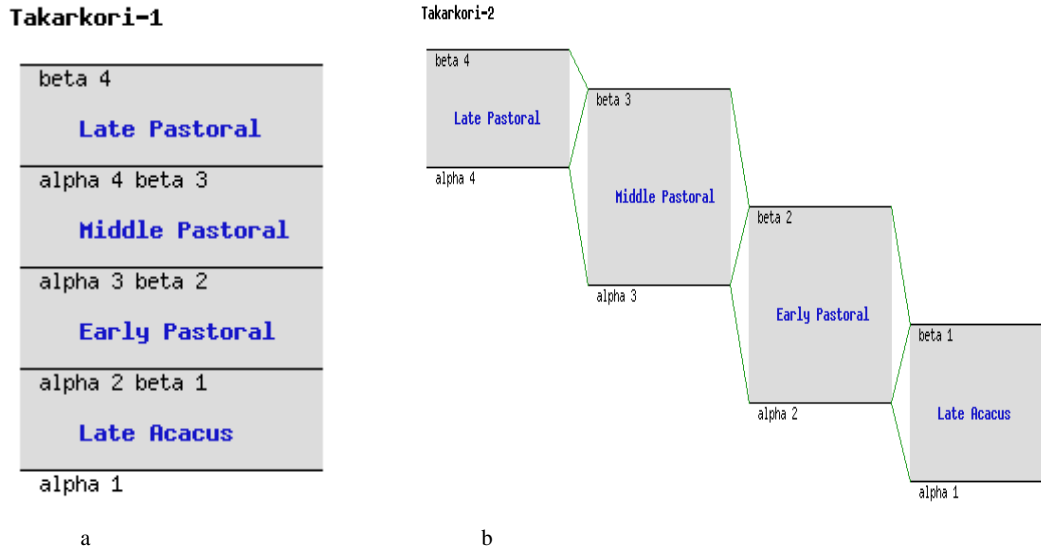 Takarkori-1
beta 4
Late Pastoral
alpha 4 beta 3
Middle Pastoral
alpha 3 beta 2
Early Pastoral
alpha 2 beta 1
Late Acacus
alpha 1
a
Takarkori-2
beta 4
Late Pastoral
alpha 4
beta 3
Middle Pastoral
alpha 3
beta 2
Early Pastoral
alpha 2
beta 1
Late Acacus
alpha 1
b